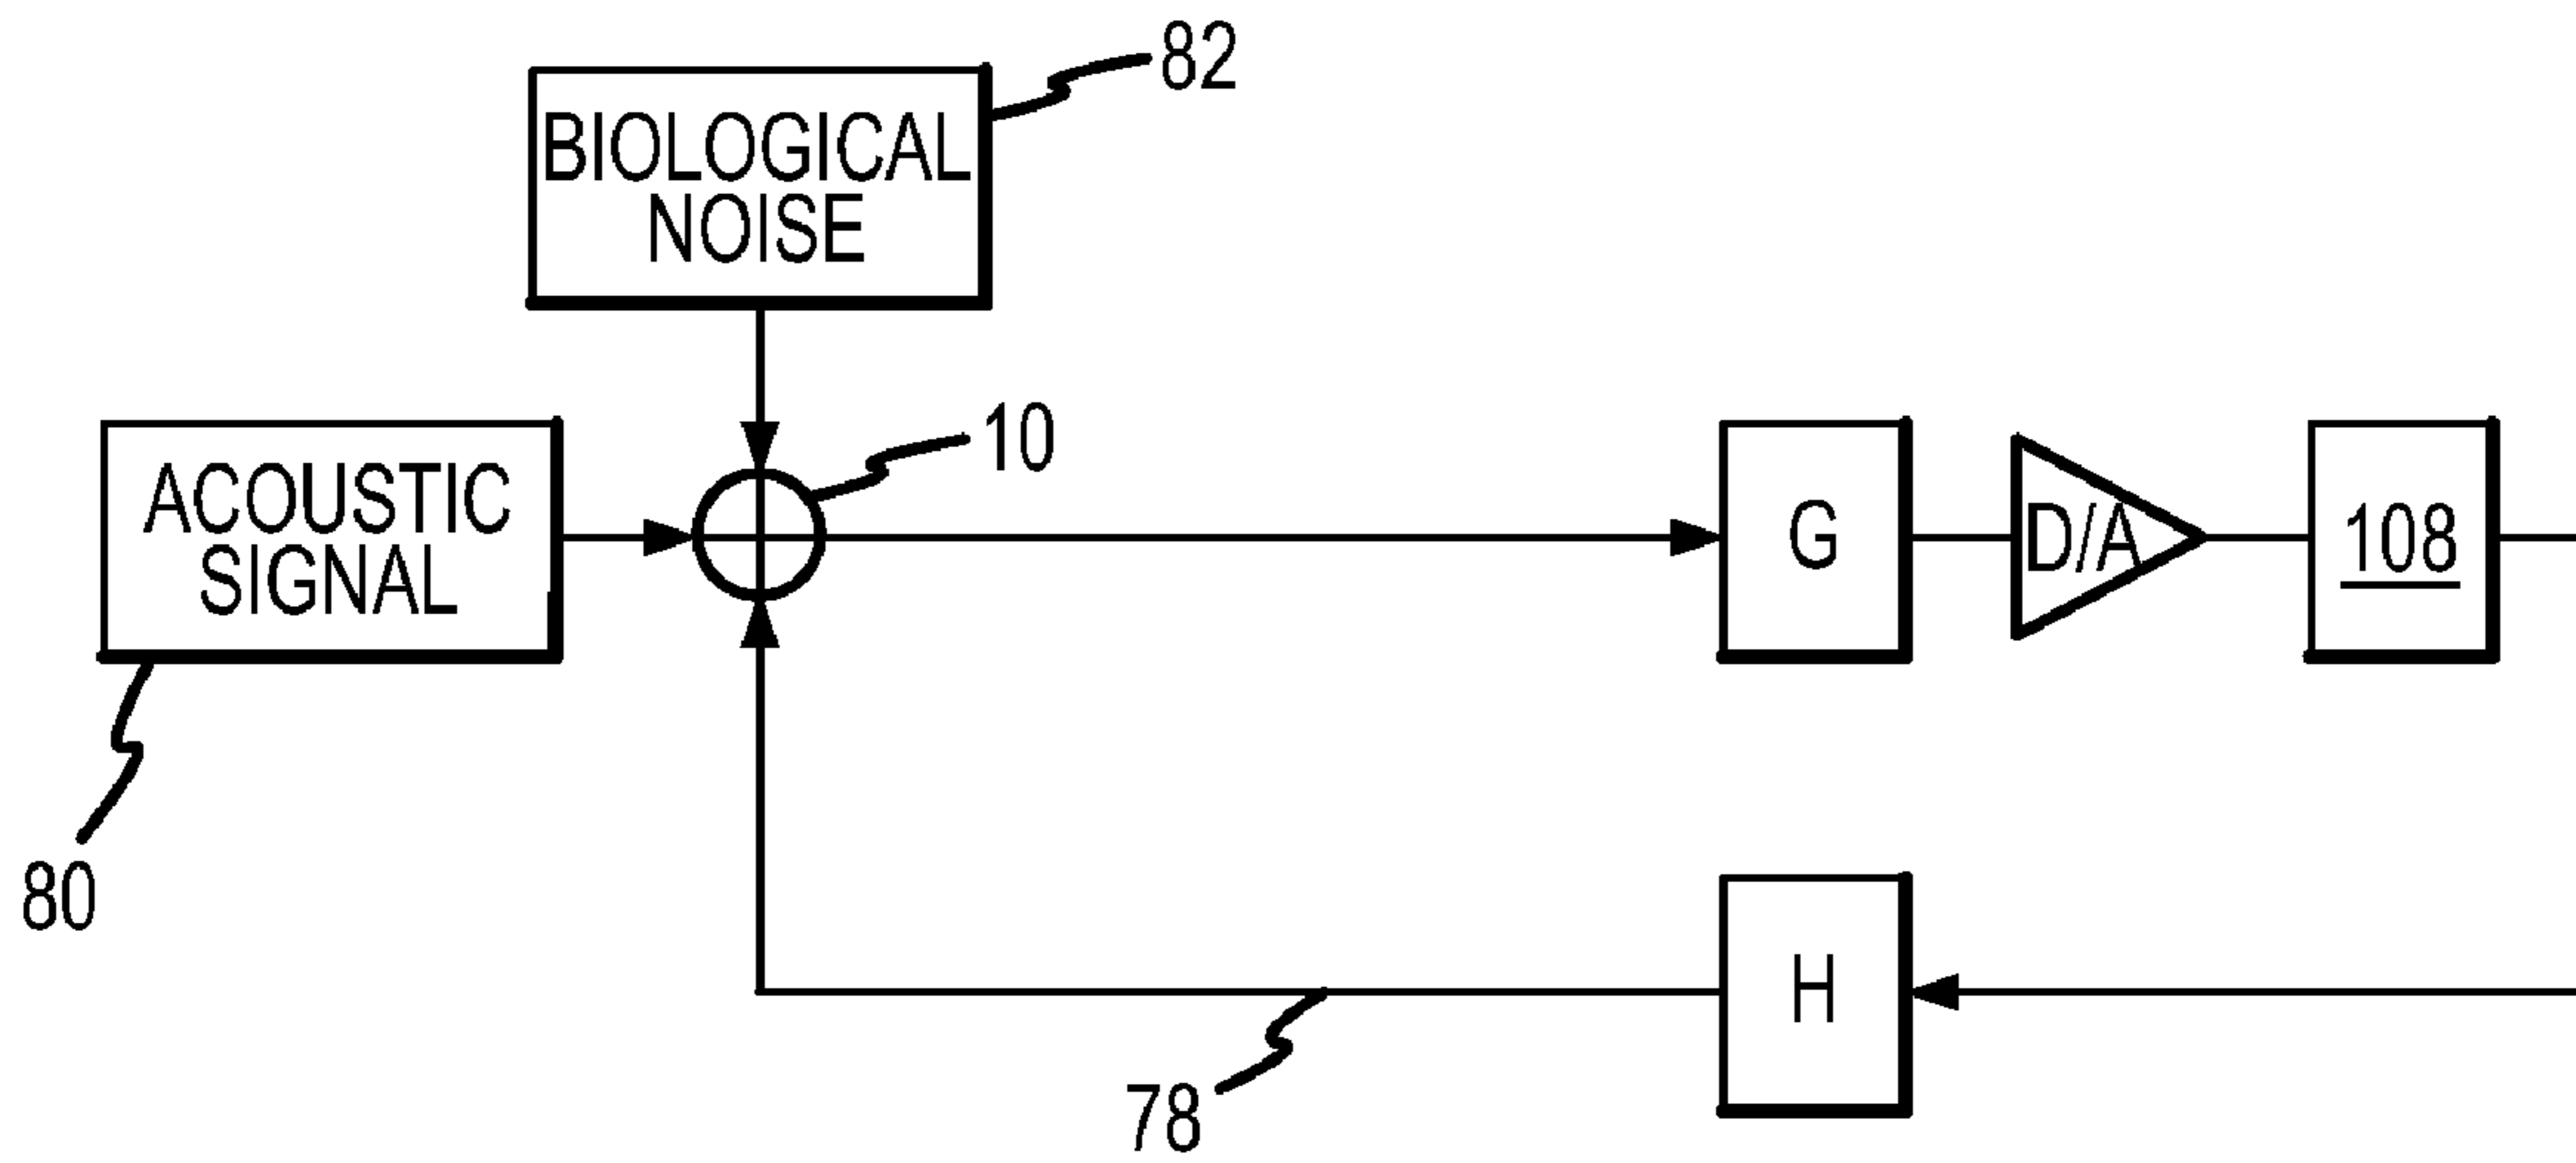 82
BIOLOGICAL
NOISE
10
ACOUSTIC
SIGNAL
G
D/A
108
80
H
78